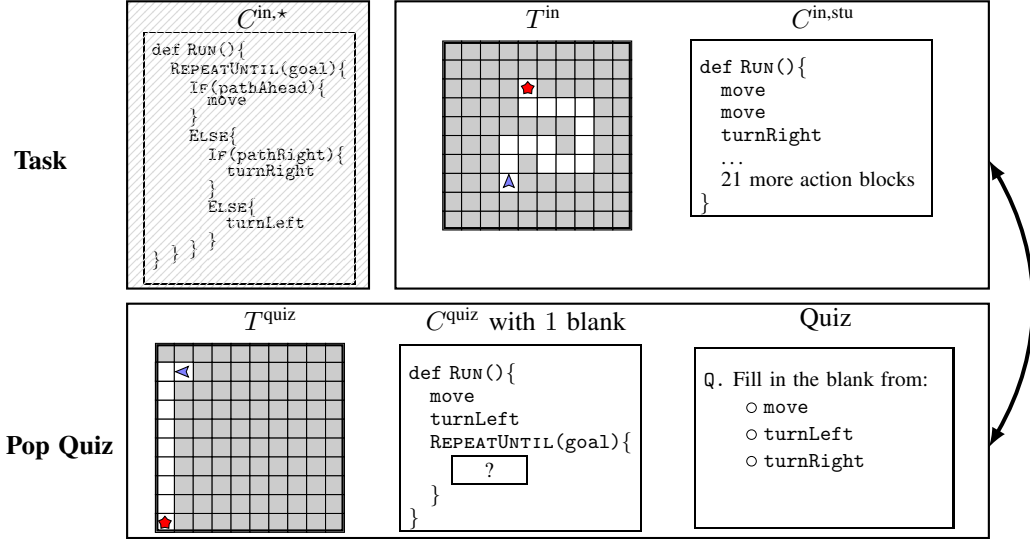 C^in,⋆
def RUN(){
REPEATUNTIL(goal){
IF(pathAhead){
move
}
ELSE{
IF(pathRight){
turnRight
}
ELSE{
turnLeft
}
}
}
}
T^in
C^in,stu
def RUN(){
move
move
turnRight
...
21 more action blocks
}
Task
T^quiz
C^quiz with 1 blank
def RUN(){
move
turnLeft
REPEATUNTIL(goal){
?
}
}
Quiz
Q. Fill in the blank from:
○ move
○ turnLeft
○ turnRight
Pop Quiz